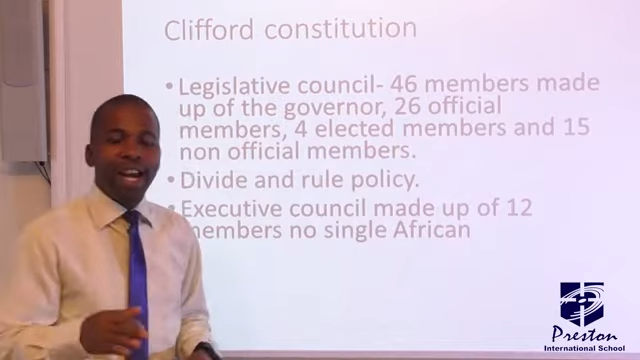 Clifford constitution
• Legislative council- 46 members made
up of the governor, 26 official
members, 4 elected members and 15
non official members.
• Divide and rule policy.
• Executive council made up of 12
members no single African
Preston
International School